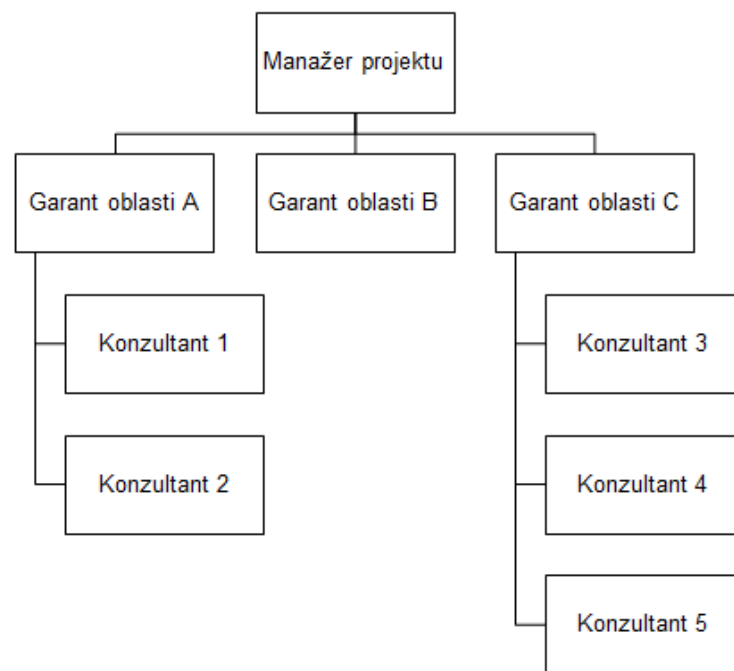 Manažer projektu
Garant oblasti A
Garant oblasti B
Garant oblasti C
Konzultant 1
Konzultant 3
Konzultant 2
Konzultant 4
Konzultant 5